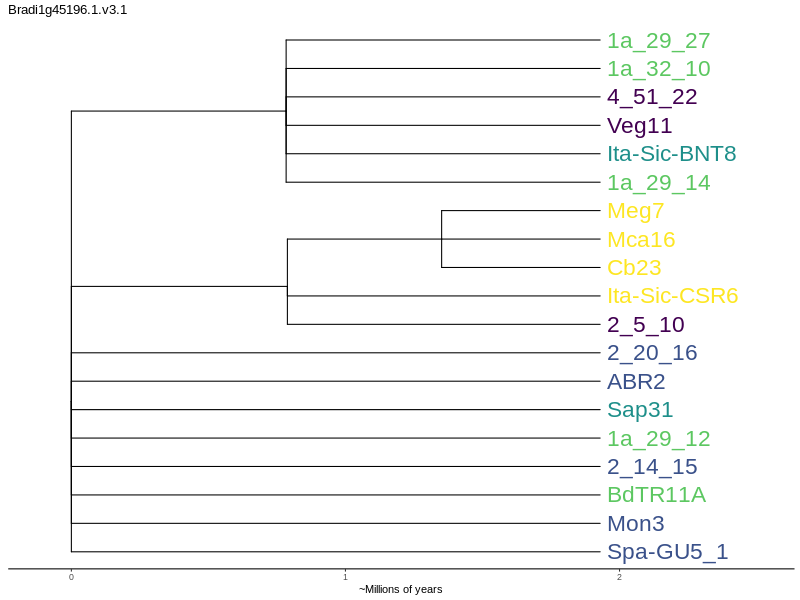 Bradi1g45196.1.v3.1
1a_29_27
1a_32_10
4_51_22
Veg11
Ita-Sic-BNT8
1a_29_14
Meg7
Mca16
Cb23
Ita-Sic-CSR6
2_5_10
2_20_16
ABR2
Sap31
1a_29_12
2_14_15
BdTR11A
Mon3
Spa-GU5_1
0 1 2
~Millions of years